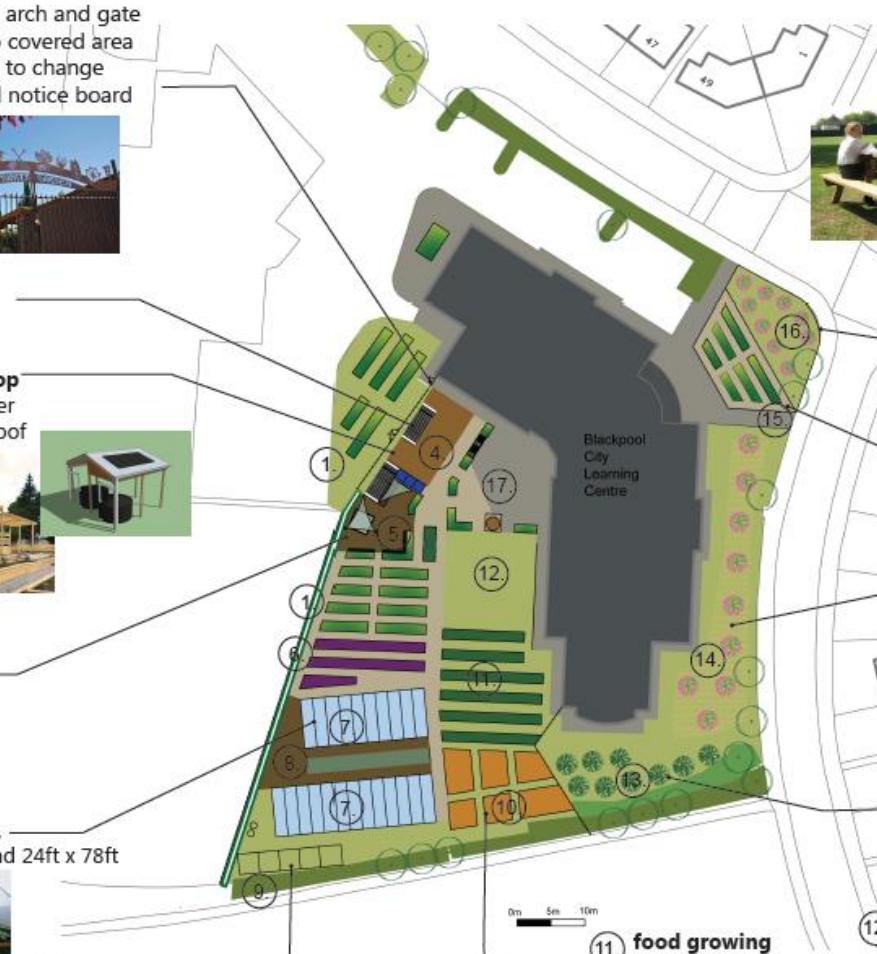 arch and gate
covered area
to change
notice board
47
49
1
op
er
oof
16.
15.
1.
4.
17.
Blackpool
City
Learning
Centre
5
12.
1
6.
11.
14.
7.
8.
7.
13.
10
8
nd 24ft x 78ft
9
0m 5m 10m
11. food growing
12